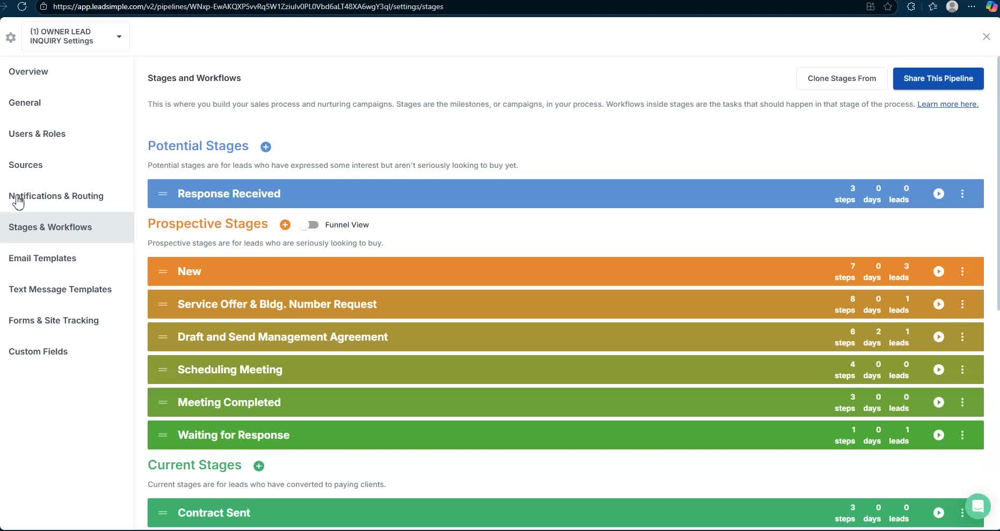 https://app.leadsimple.com/v2/pipelines/WNxp-EwAKQXP5vvRq5W1Zziulv0PL0Vbd6aLT48XA6wgY3ql/settings/stages
(1) OWNER LEAD
INQUIRY Settings
Overview
General
Users & Roles
Sources
Notifications & Routing
Stages & Workflows
Email Templates
Text Message Templates
Forms & Site Tracking
Custom Fields
Stages and Workflows
Clone Stages From
Share This Pipeline
This is where you build your sales process and nurturing campaigns. Stages are the milestones, or campaigns, in your process. Workflows inside stages are the tasks that should happen in that stage of the process. Learn more here.
Potential Stages
Potential stages are for leads who have expressed some interest but aren't seriously looking to buy yet.
Response Received
3 0 0
steps days leads
Prospective Stages
Funnel View
Prospective stages are for leads who are seriously looking to buy.
New
7 0 3
steps days leads
Service Offer & Bldg. Number Request
8 0 1
steps days leads
Draft and Send Management Agreement
6 2 1
steps days leads
Scheduling Meeting
4 0 0
steps days leads
Meeting Completed
3 0 0
steps days leads
Waiting for Response
1 0 1
steps days leads
Current Stages
Current stages are for leads who have converted to paying clients.
Contract Sent
3 0 0
steps days leads